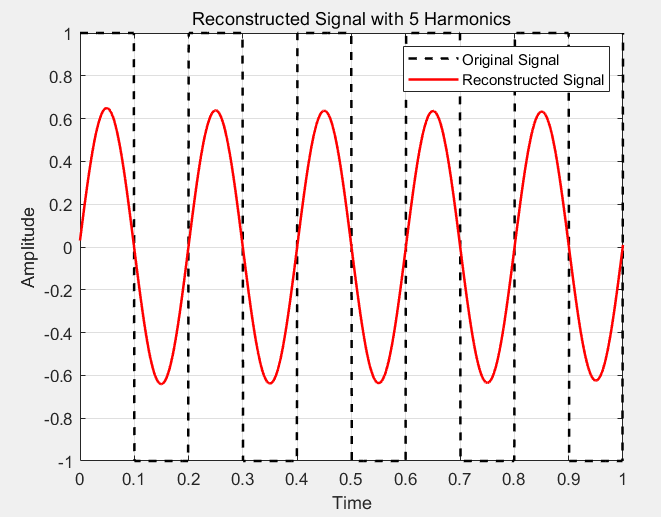 Reconstructed Signal with 5 Harmonics
Original Signal
Reconstructed Signal
Amplitude
1
0.8
0.6
0.4
0.2
0
-0.2
-0.4
-0.6
-0.8
-1
0 0.1 0.2 0.3 0.4 0.5 0.6 0.7 0.8 0.9 1
Time